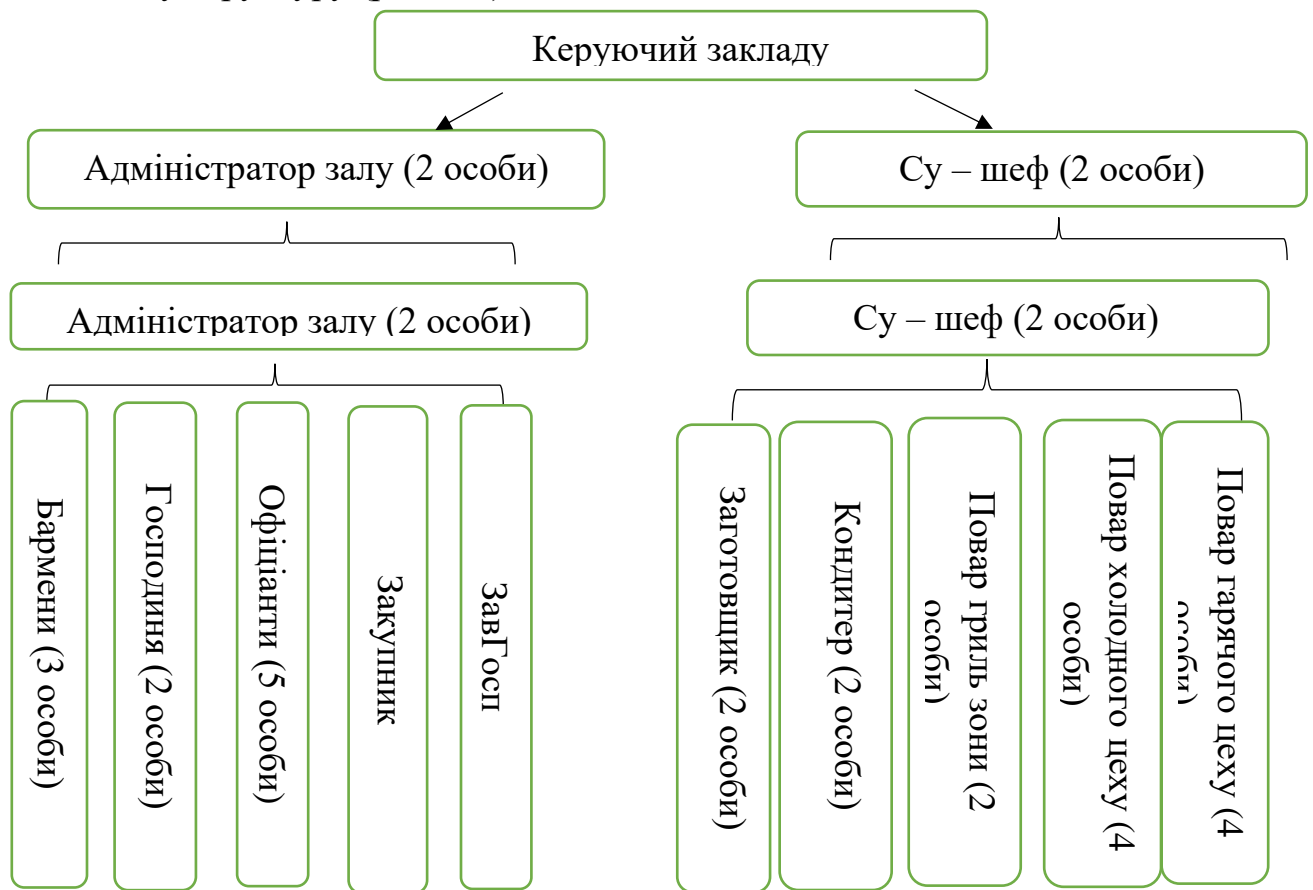 Керуючий закладу
Адміністратор залу (2 особи)
Су – шеф (2 особи)
Адміністратор залу (2 особи)
Су – шеф (2 особи)
Бармени (3 особи)
Господиня (2 особи)
Офіціанти (5 особи)
Закупник
ЗавГосп
Заготовщик (2 особи)
Кондитер (2 особи)
Повар гриль зони (2
особи)
Повар холодного цеху (4
особи)
Повар гарячого цеху (4
особи)